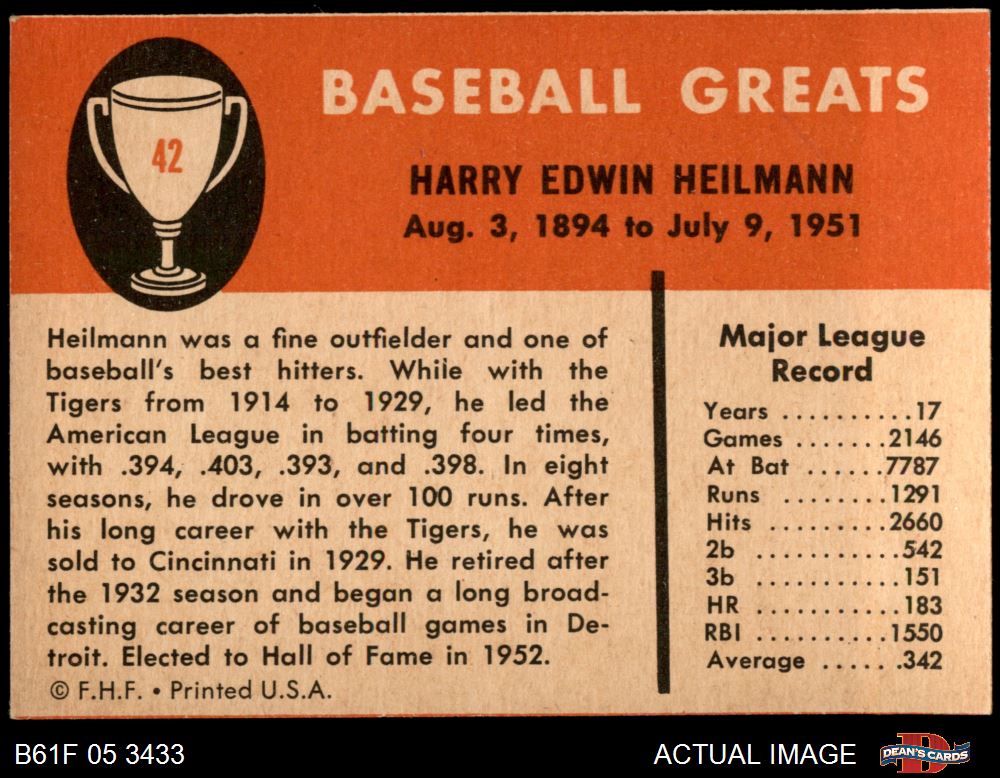 42
BASEBALL GREATS
HARRY EDWIN HEILMANN
Aug. 3, 1894 to July 9, 1951
Heilmann was a fine outfielder and one of
baseball's best hitters. While with the
Tigers from 1914 to 1929, he led the
American League in batting four times,
with .394, .403, .393, and .398. In eight
seasons, he drove in over 100 runs. After
his long career with the Tigers, he was
sold to Cincinnati in 1929. He retired after
the 1932 season and began a long broad-
casting career of baseball games in De-
troit. Elected to Hall of Fame in 1952.
© F.H.F. • Printed U.S.A.
Major League
Record
Years ..........17
Games .......2146
At Bat ......7787
Runs ........1291
Hits .........2660
2b ...........542
3b ...........151
HR ...........183
RBI ..........1550
Average .......342
B61F 05 3433
ACTUAL IMAGE
DEAN'S CARDS